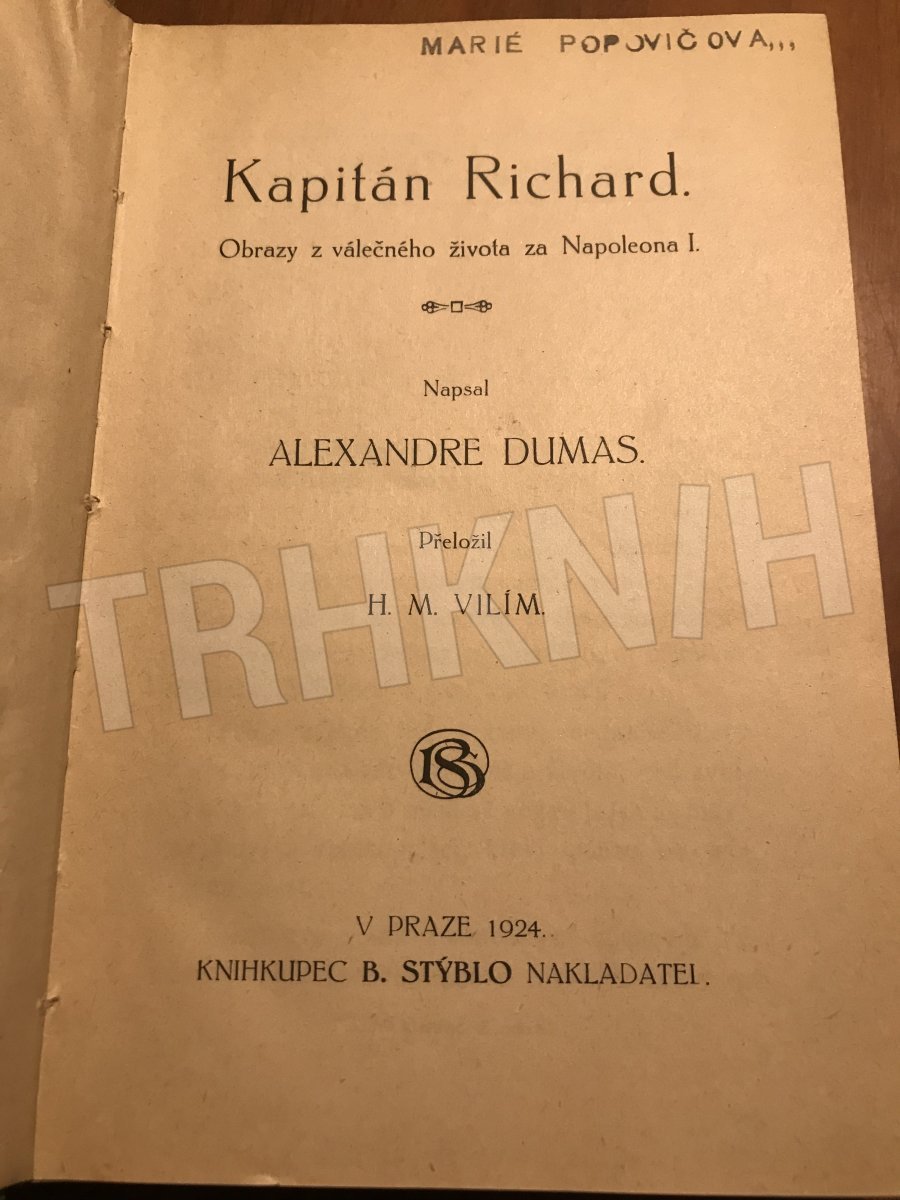 MARIÉ POPOVIČOVA,,,
Kapitán Richard.
Obrazy z válečného života za Napoleona I.
Napsal
ALEXANDRE DUMAS.
Přeložil
H. M. VILÍM.
TRHKNIH
BS
V PRAZE 1924.
KNIHKUPEC B. STÝBLO NAKLADATEL.